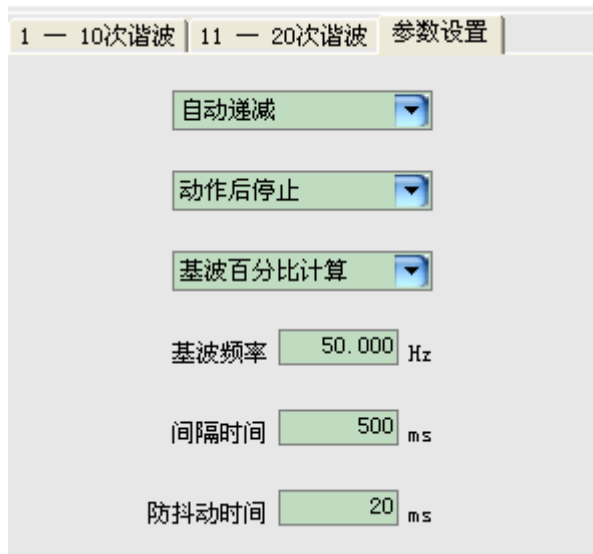 1 — 10次谐波 11 — 20次谐波 参数设置
自动递减
动作后停止
基波百分比计算
基波频率 50.000 Hz
间隔时间 500 ms
防抖动时间 20 ms